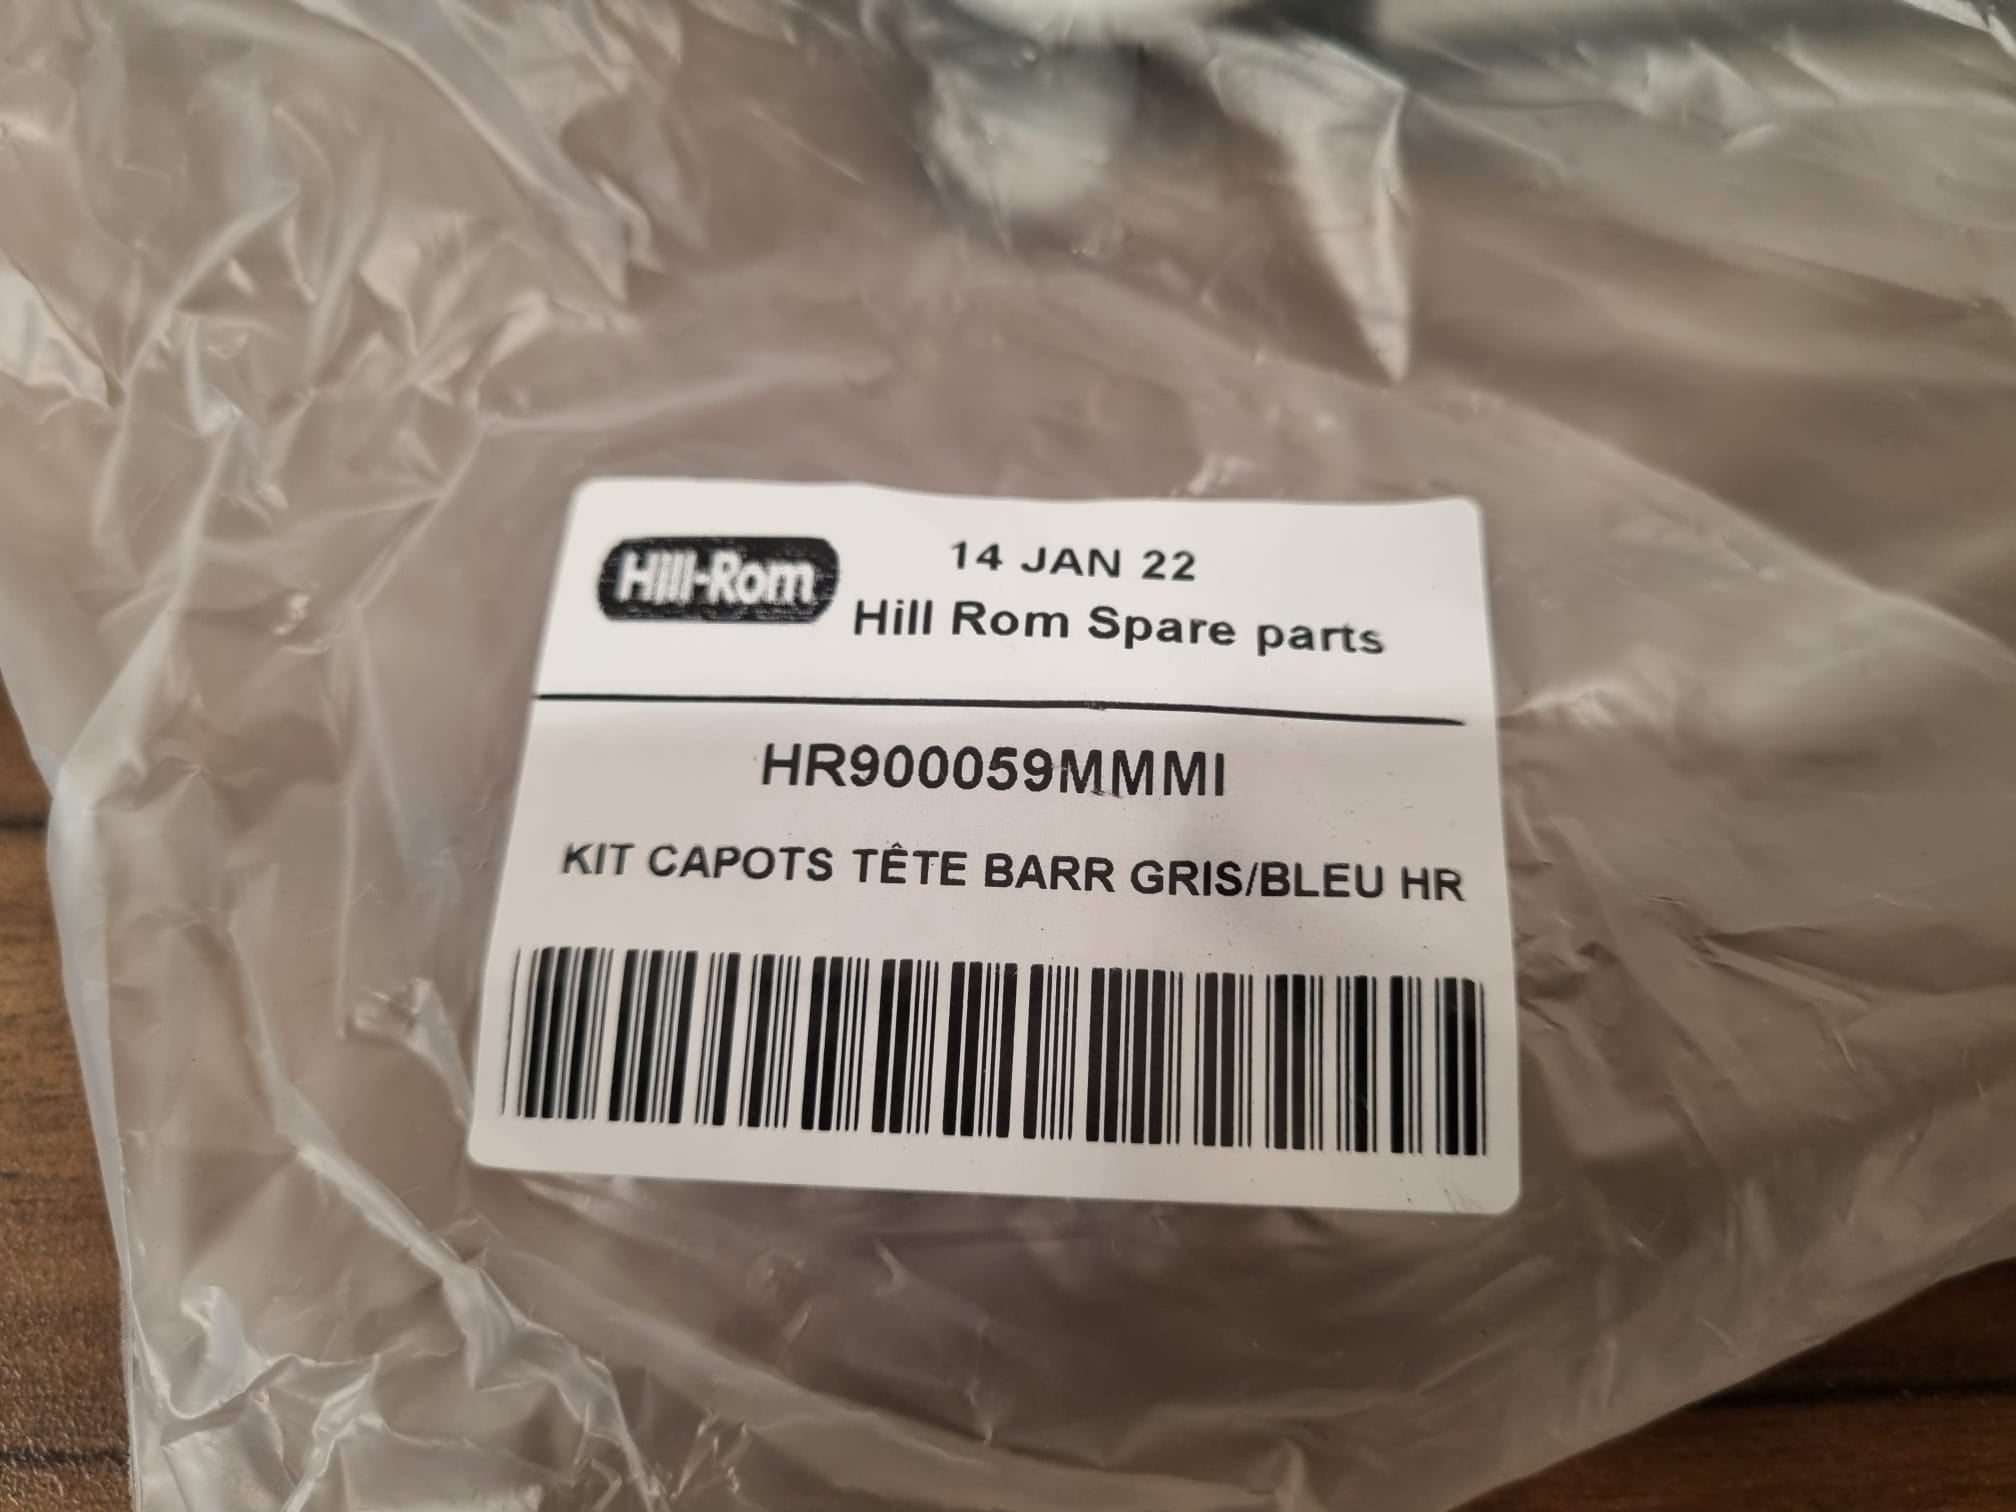 Hill-Rom
14 JAN 22
Hill Rom Spare parts
HR900059MMMI
KIT CAPOTS TÊTE BARR GRIS/BLEU HR